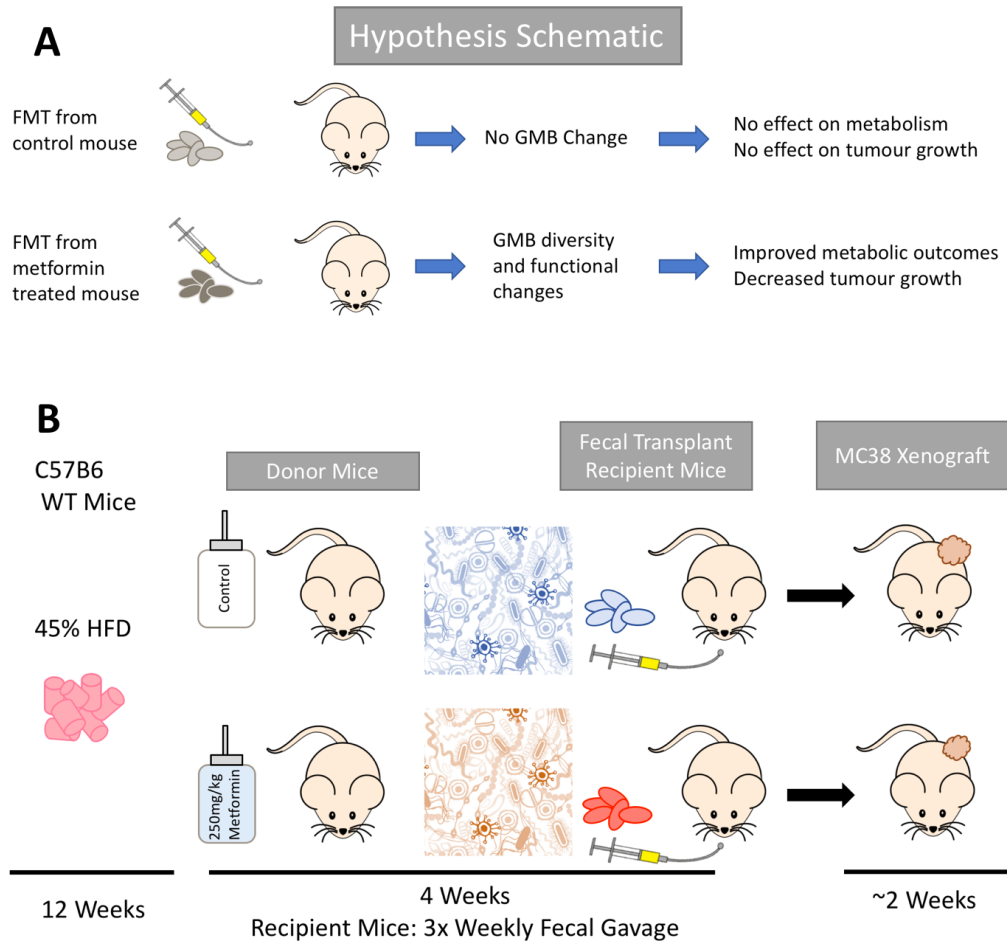 A
Hypothesis Schematic
FMT from
control mouse
No GMB Change
No effect on metabolism
No effect on tumour growth
FMT from
metformin
treated mouse
GMB diversity
and functional
changes
Improved metabolic outcomes
Decreased tumour growth
B
C57B6
WT Mice
45% HFD
Donor Mice
Fecal Transplant
Recipient Mice
MC38 Xenograft
Control
250mg/kg
Metformin
12 Weeks
4 Weeks
Recipient Mice: 3x Weekly Fecal Gavage
~2 Weeks